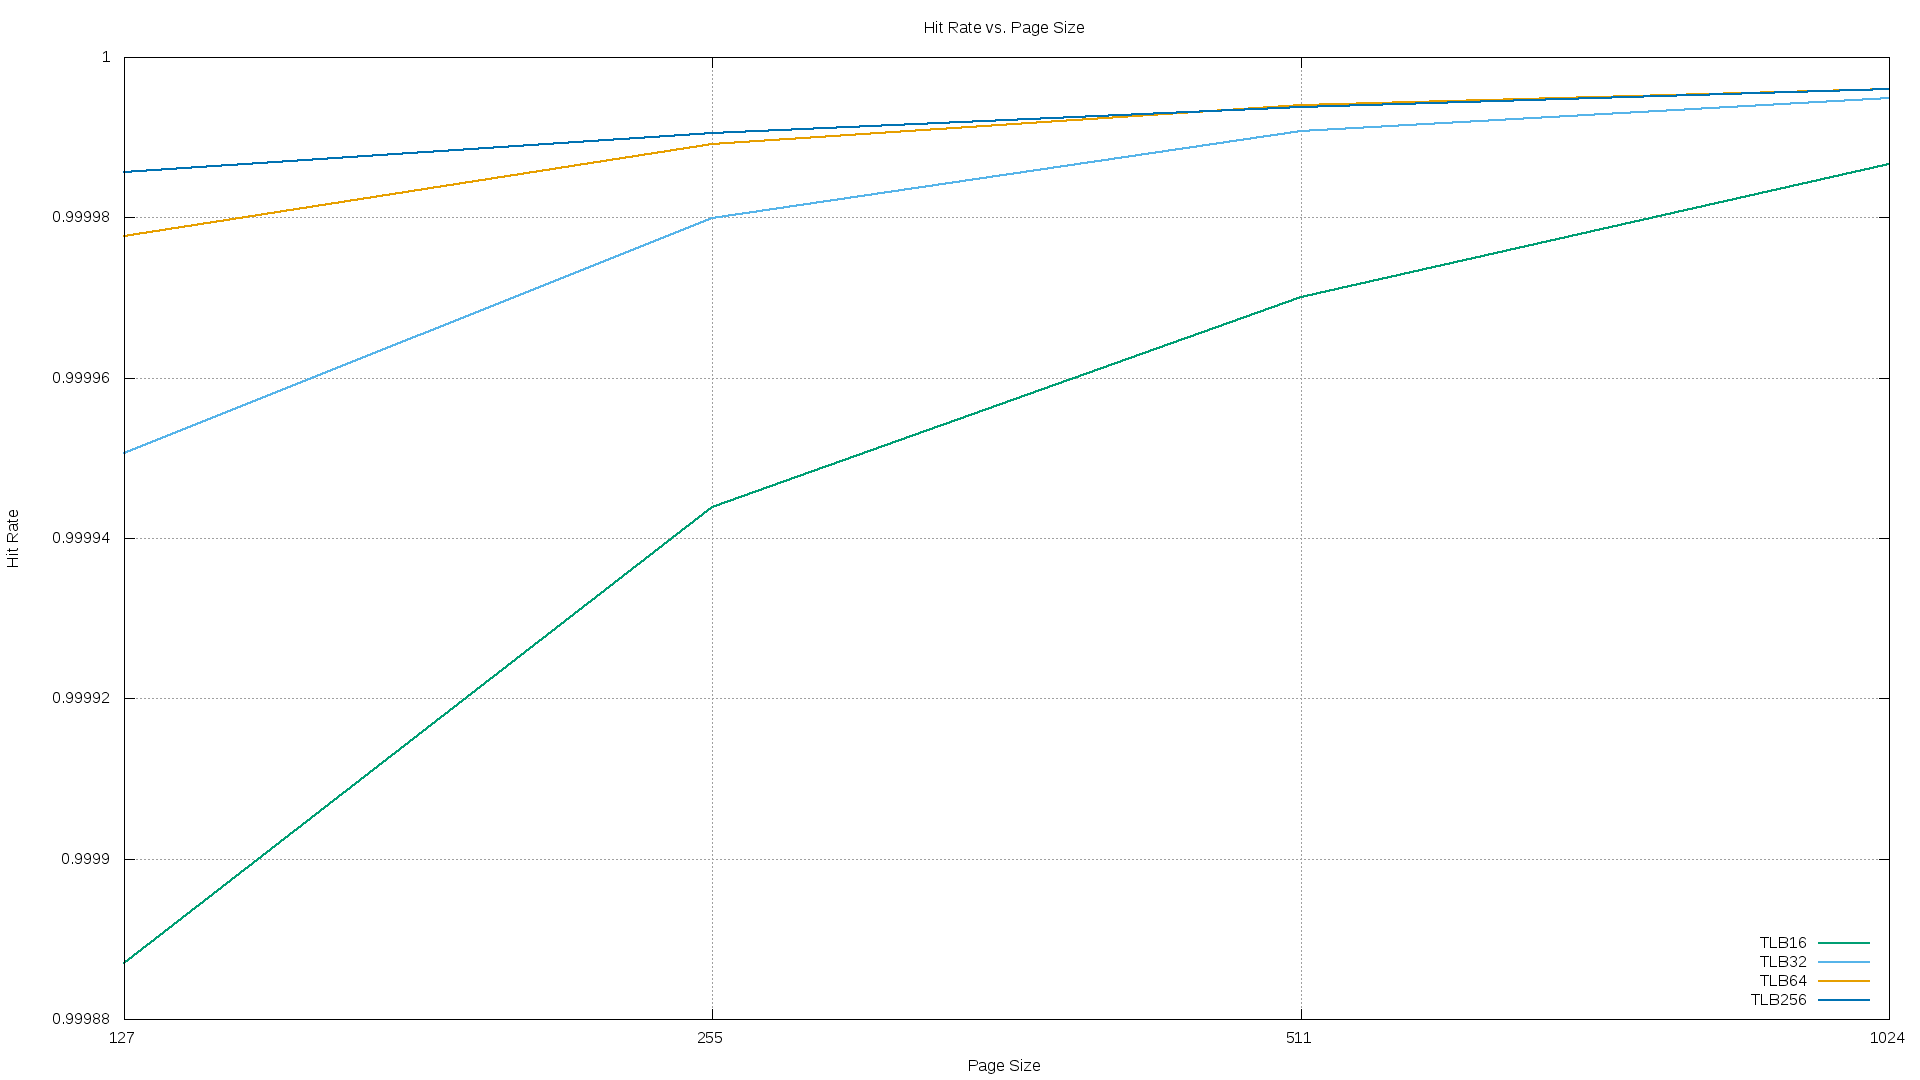 Hit Rate vs. Page Size
1
0.99998
0.99996
0.99994
0.99992
0.9999
0.99988
Hit Rate
127 255 511 1024
Page Size
TLB16
TLB32
TLB64
TLB256